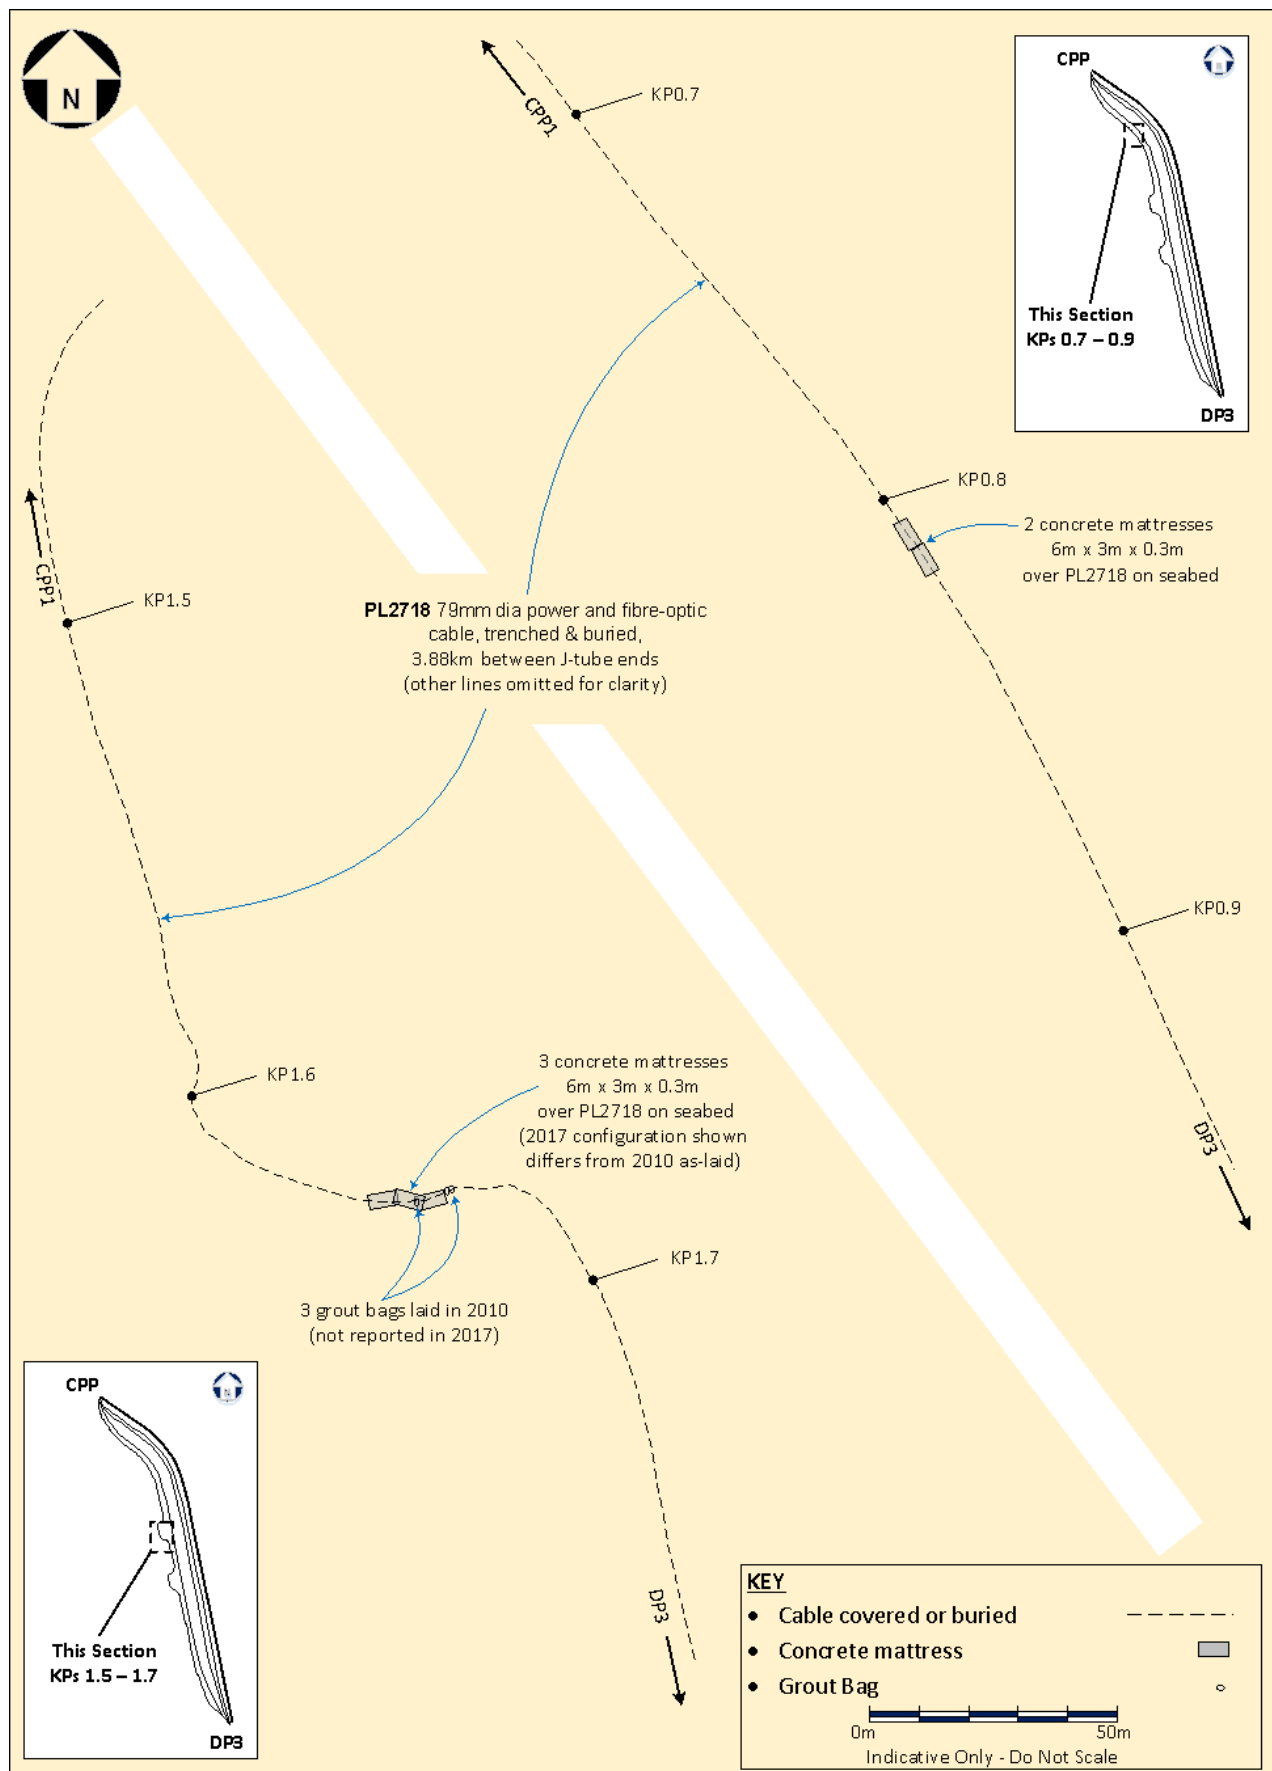 N
CPP1
KP0.7
CPP
This Section
KPs 0.7 – 0.9
DP3
KP0.8
2 concrete mattresses
6m x 3m x 0.3m
over PL2718 on seabed
CPP1
KP1.5
PL2718 79mm dia power and fibre-optic
cable, trenched & buried,
3.88km between J-tube ends
(other lines omitted for clarity)
KP0.9
DP3
KP1.6
3 concrete mattresses
6m x 3m x 0.3m
over PL2718 on seabed
(2017 configuration shown
differs from 2010 as-laid)
KP1.7
3 grout bags laid in 2010
(not reported in 2017)
CPP
N
This Section
KPs 1.5 – 1.7
DP3
DP3
KEY
• Cable covered or buried
• Concrete mattress
• Grout Bag
0m 50m
Indicative Only - Do Not Scale